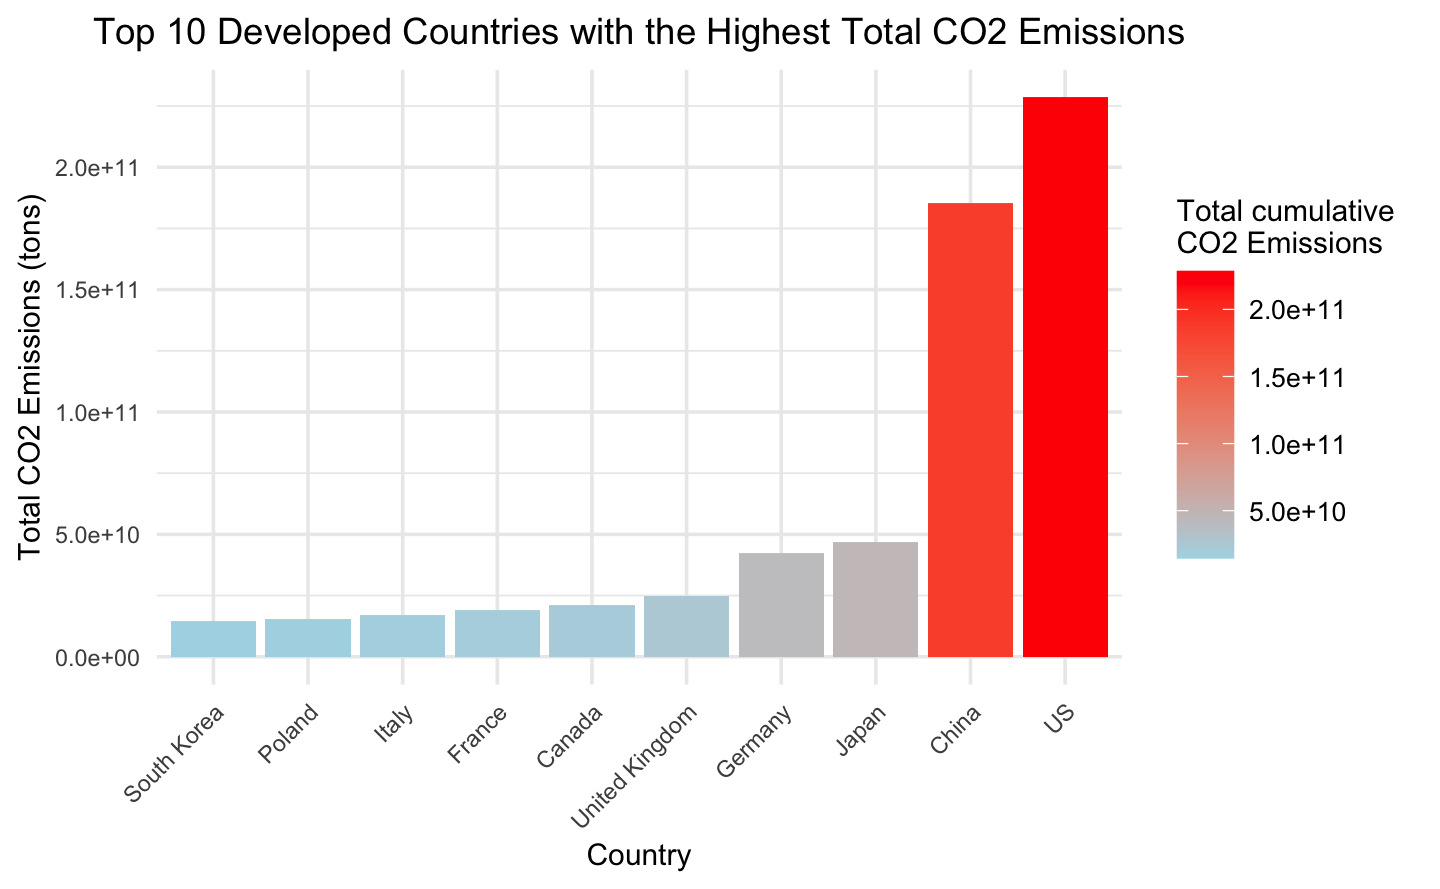 Top 10 Developed Countries with the Highest Total CO2 Emissions
Total CO2 Emissions (tons)
2.0e+11
1.5e+11
1.0e+11
5.0e+10
0.0e+00
South Korea
Poland
Italy
France
Canada
United Kingdom
Germany
Japan
China
US
Country
Total cumulative
CO2 Emissions
2.0e+11
1.5e+11
1.0e+11
5.0e+10